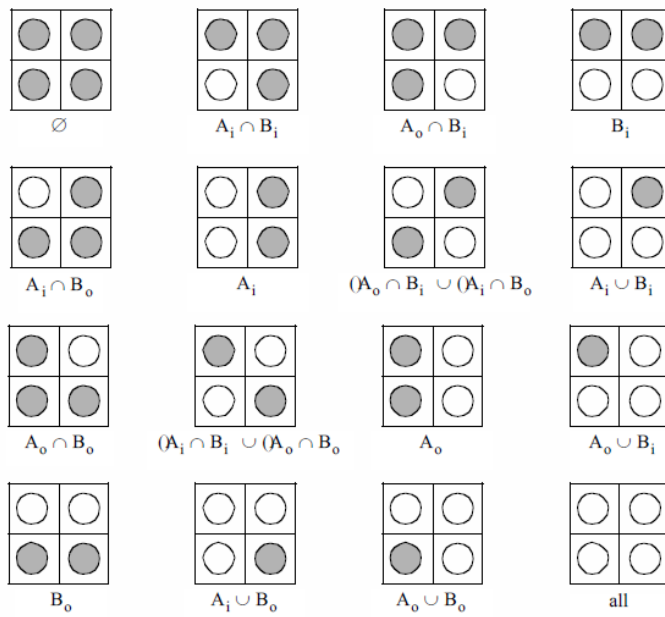 ∅ A_i ∩ B_i A_o ∩ B_i B_i
A_i ∩ B_o A_i ()A_o ∩ B_i ∪ ()A_i ∩ B_o A_i ∪ B_i
A_o ∩ B_o ()A_i ∩ B_i ∪ ()A_o ∩ B_o A_o A_o ∪ B_i
B_o A_i ∪ B_o A_o ∪ B_o all